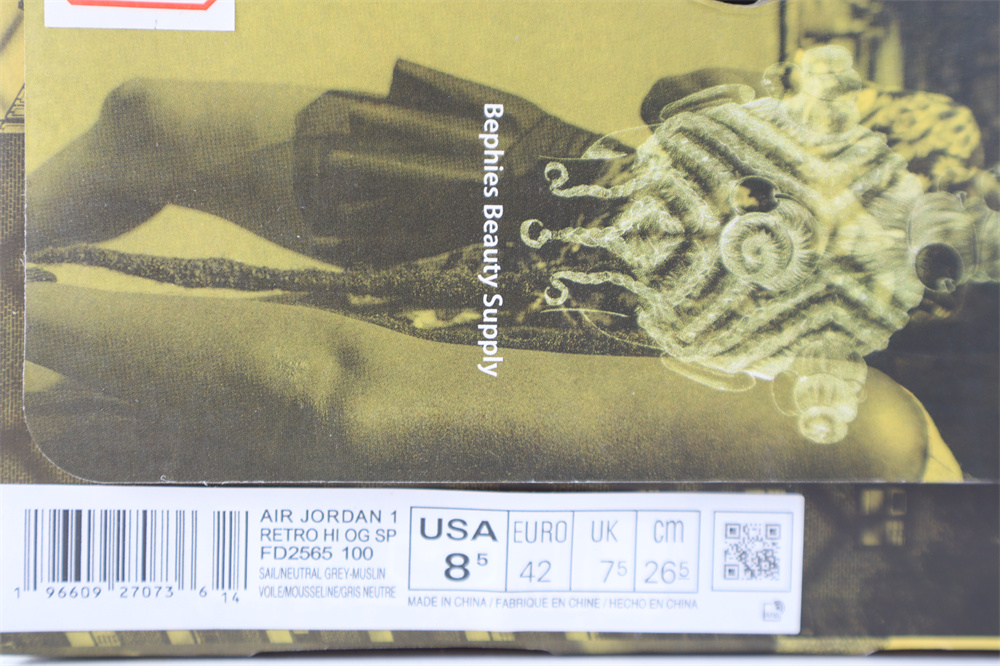 Bephies Beauty Supply
AIR JORDAN 1
RETRO HI OG SP
FD2565 100
SAIL/NEUTRAL GREY-MUSLIN
VOILE/MOUSSELINE/GRIS NEUTRE
USA
8 5
EURO
42
UK
7 5
cm
26 5
1 96609 27073 6 14
MADE IN CHINA / FABRIQUE EN CHINE / HECHO EN CHINA